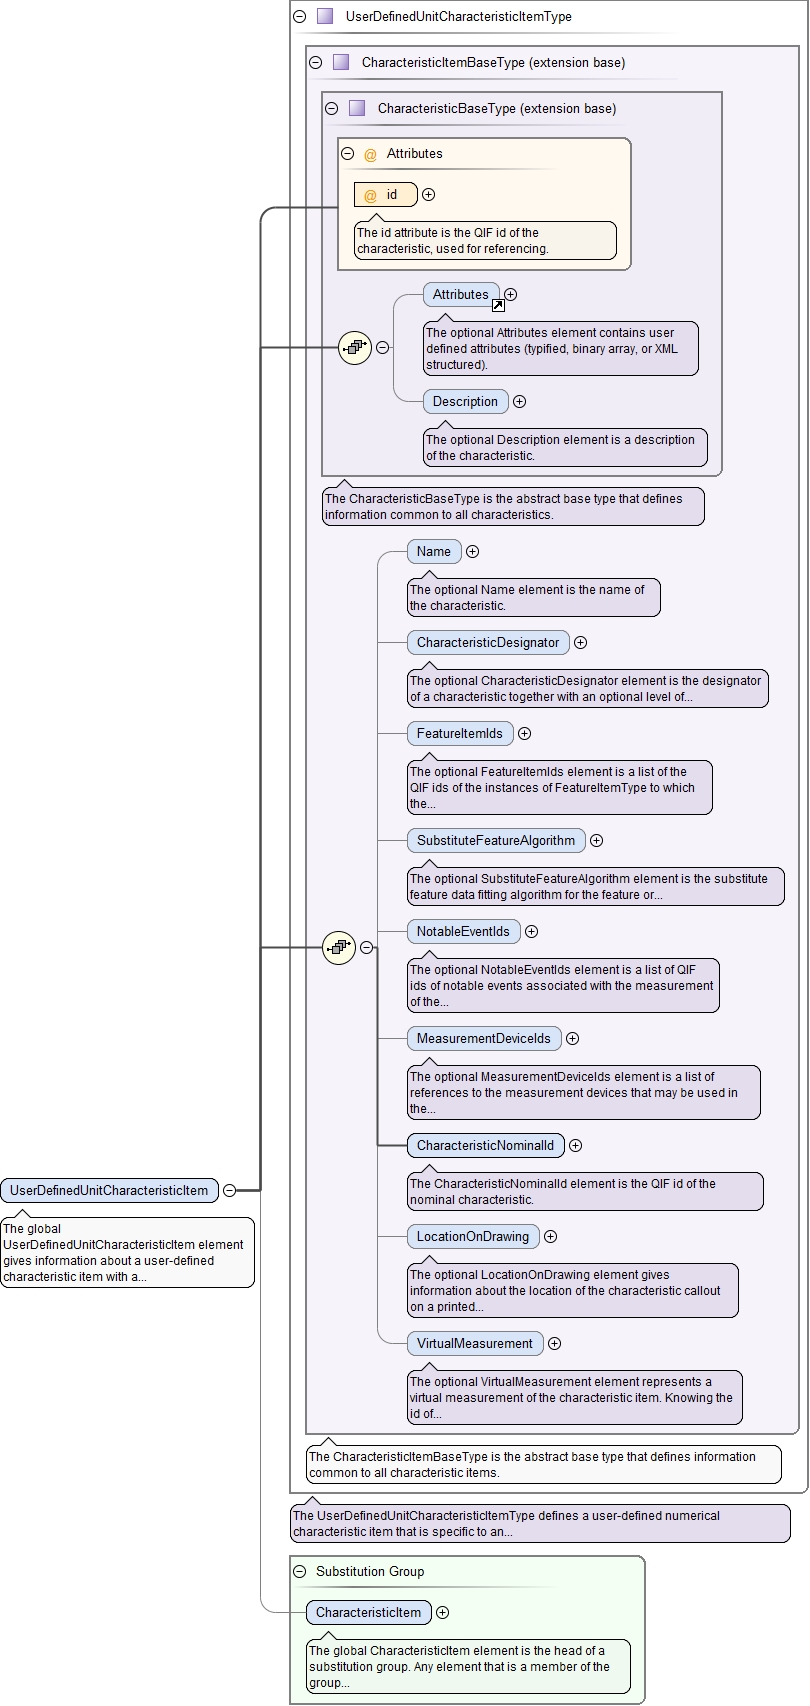 UserDefinedUnitCharacteristicItemType
CharacteristicItemBaseType (extension base)
CharacteristicBaseType (extension base)
@ Attributes
@ id
The id attribute is the QIF id of the
characteristic, used for referencing.
Attributes
The optional Attributes element contains user
defined attributes (typified, binary array, or XML
structured).
Description
The optional Description element is a description
of the characteristic.
The CharacteristicBaseType is the abstract base type that defines
information common to all characteristics.
Name
The optional Name element is the name of
the characteristic.
CharacteristicDesignator
The optional CharacteristicDesignator element is the designator
of a characteristic together with an optional level of...
FeatureItemIds
The optional FeatureItemIds element is a list of the
QIF ids of the instances of FeatureItemType to which
the...
SubstituteFeatureAlgorithm
The optional SubstituteFeatureAlgorithm element is the substitute
feature data fitting algorithm for the feature or...
NotableEventIds
The optional NotableEventIds element is a list of QIF
ids of notable events associated with the measurement
of the...
MeasurementDeviceIds
The optional MeasurementDeviceIds element is a list of
references to the measurement devices that may be used in
the...
CharacteristicNominalId
The CharacteristicNominalId element is the QIF id of the
nominal characteristic.
UserDefinedUnitCharacteristicItem
The global
UserDefinedUnitCharacteristicItem element
gives information about a user-defined
characteristic item with a...
LocationOnDrawing
The optional LocationOnDrawing element gives
information about the location of the characteristic callout
on a printed...
VirtualMeasurement
The optional VirtualMeasurement element represents a
virtual measurement of the characteristic item. Knowing the
id of...
The CharacteristicItemBaseType is the abstract base type that defines information
common to all characteristic items.
The UserDefinedUnitCharacteristicItemType defines a user-defined numerical
characteristic item that is specific to an...
Substitution Group
CharacteristicItem
The global CharacteristicItem element is the head of a
substitution group. Any element that is a member of the
group...